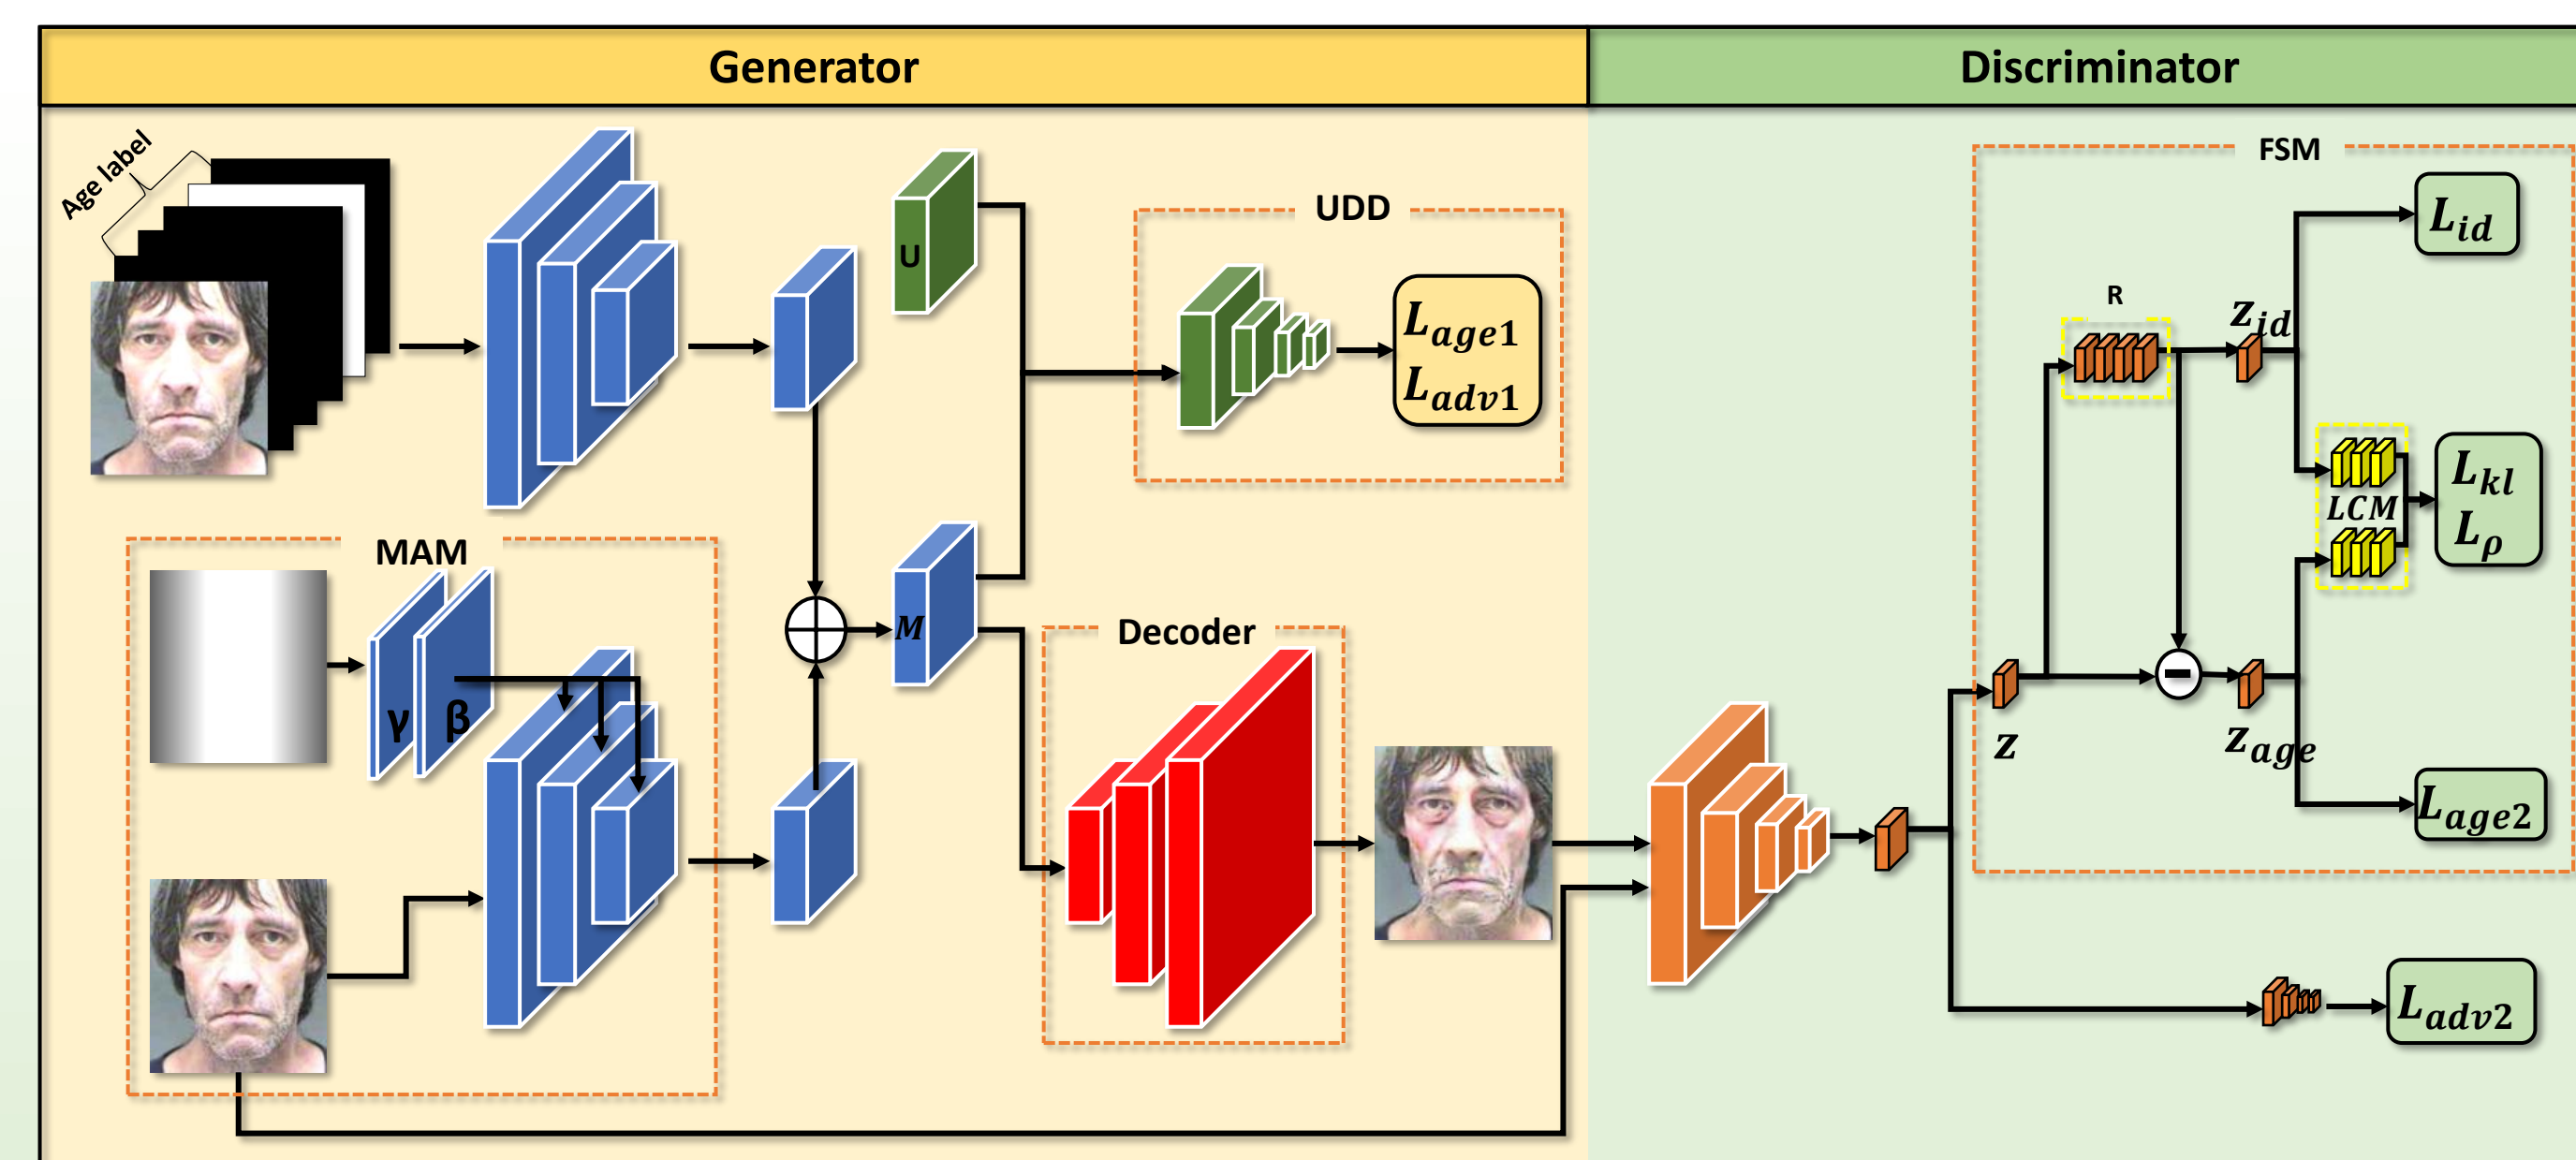 Generator
Discriminator
Age label
U
UDD
L_age1
L_adv1
FSM
L_id
R
z_id
LCM
L_kl
L_ρ
MAM
γ
β
M
Decoder
z
z_age
L_age2
L_adv2